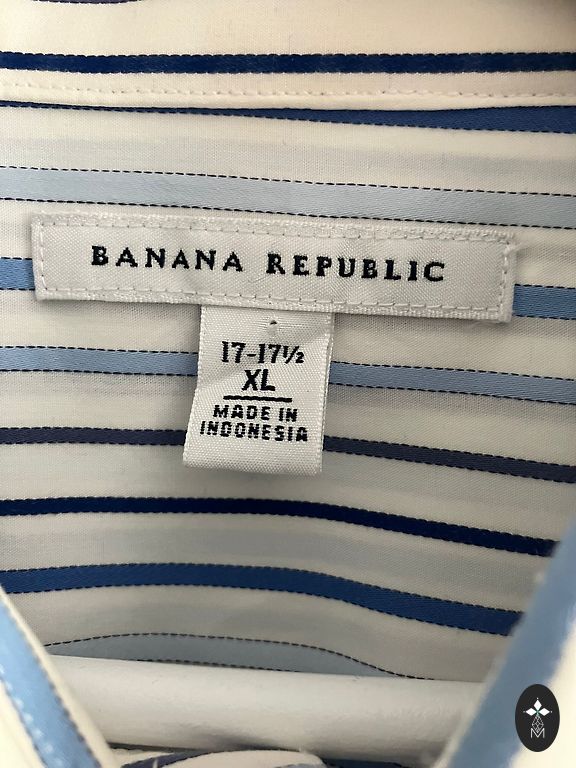 BANANA REPUBLIC
17-17½
XL
MADE IN
INDONESIA
M